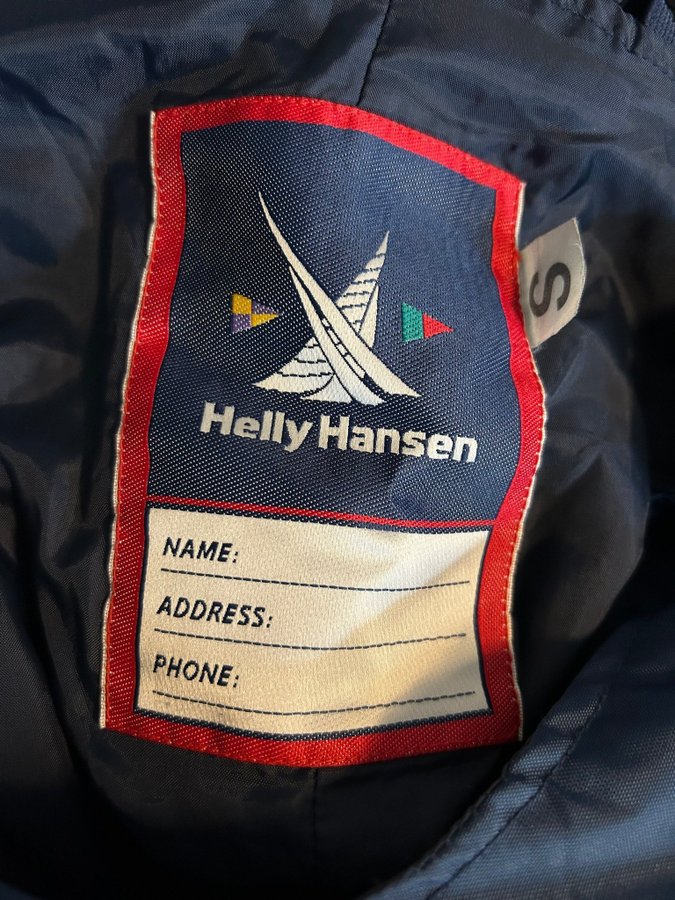 S
Helly Hansen
NAME:
ADDRESS:
PHONE: